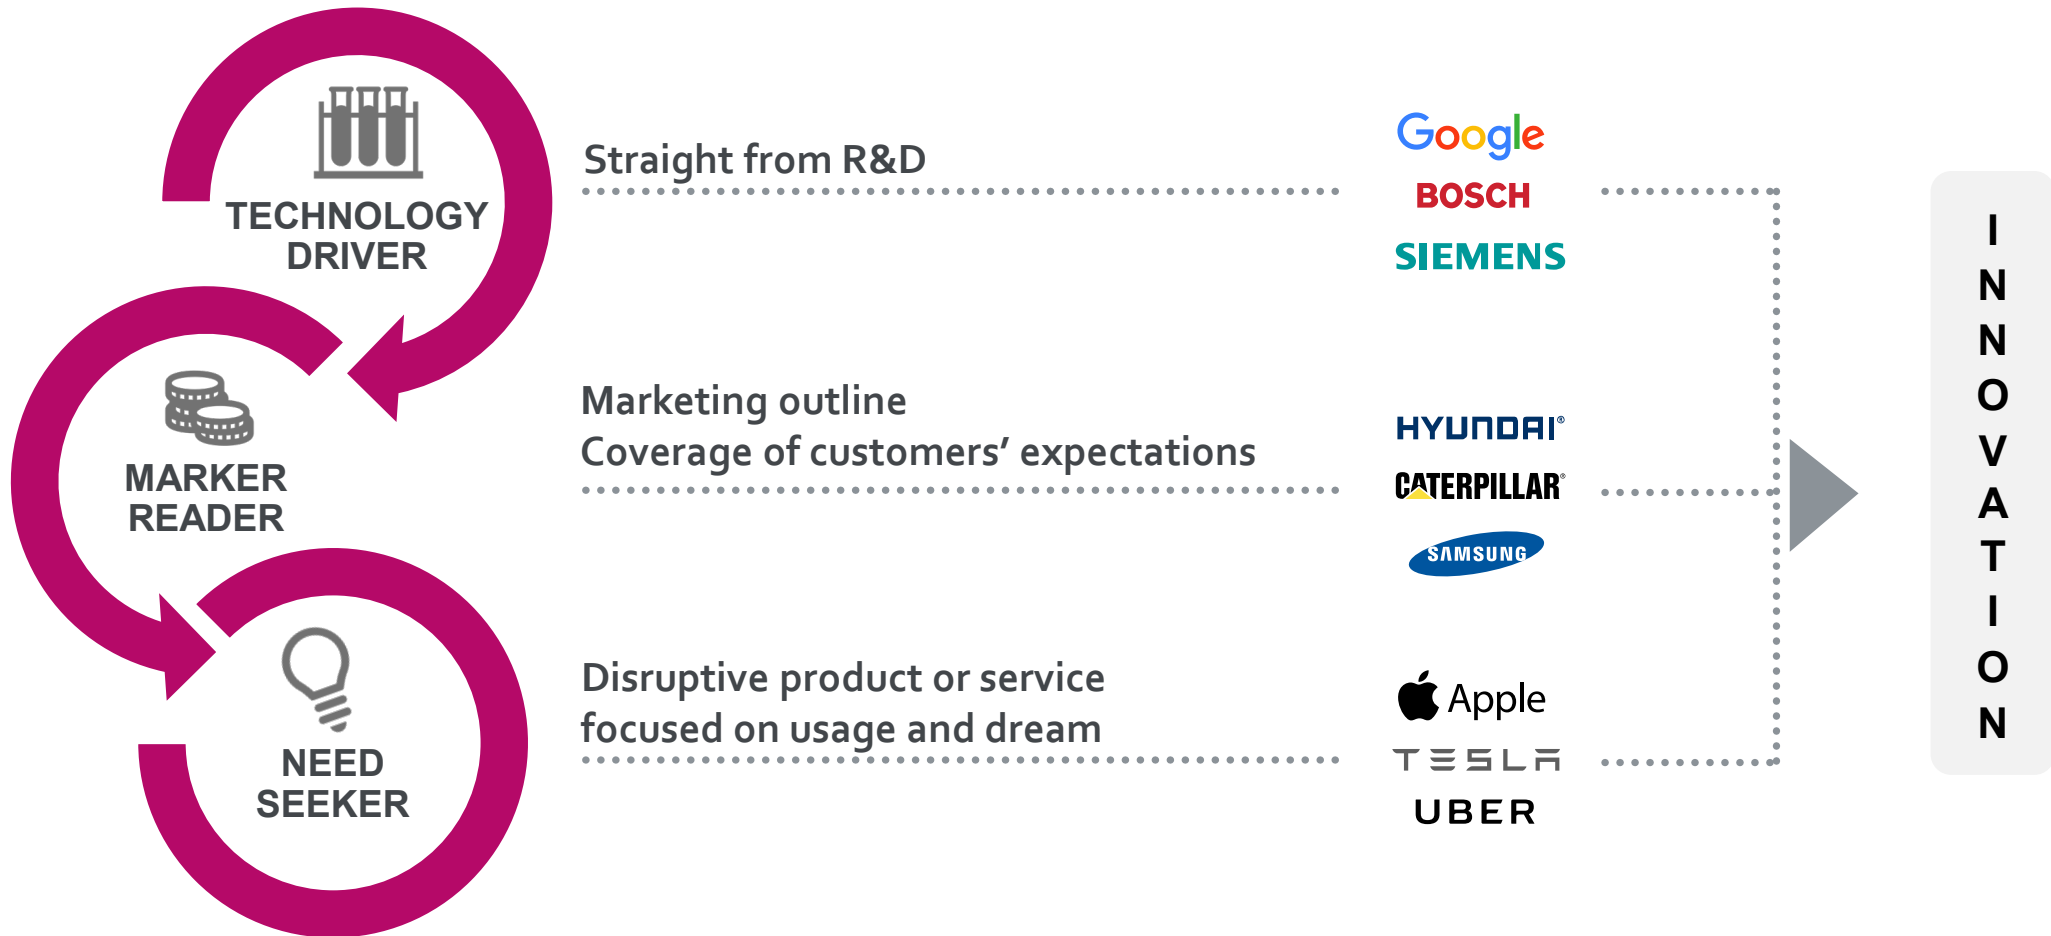 TECHNOLOGY
DRIVER
Straight from R&D
Google
BOSCH
SIEMENS
MARKER
READER
Marketing outline
Coverage of customers’ expectations
HYUNDAI®
CATERPILLAR®
SAMSUNG
NEED
SEEKER
Disruptive product or service
focused on usage and dream
Apple
TESLA
UBER
I
N
N
O
V
A
T
I
O
N